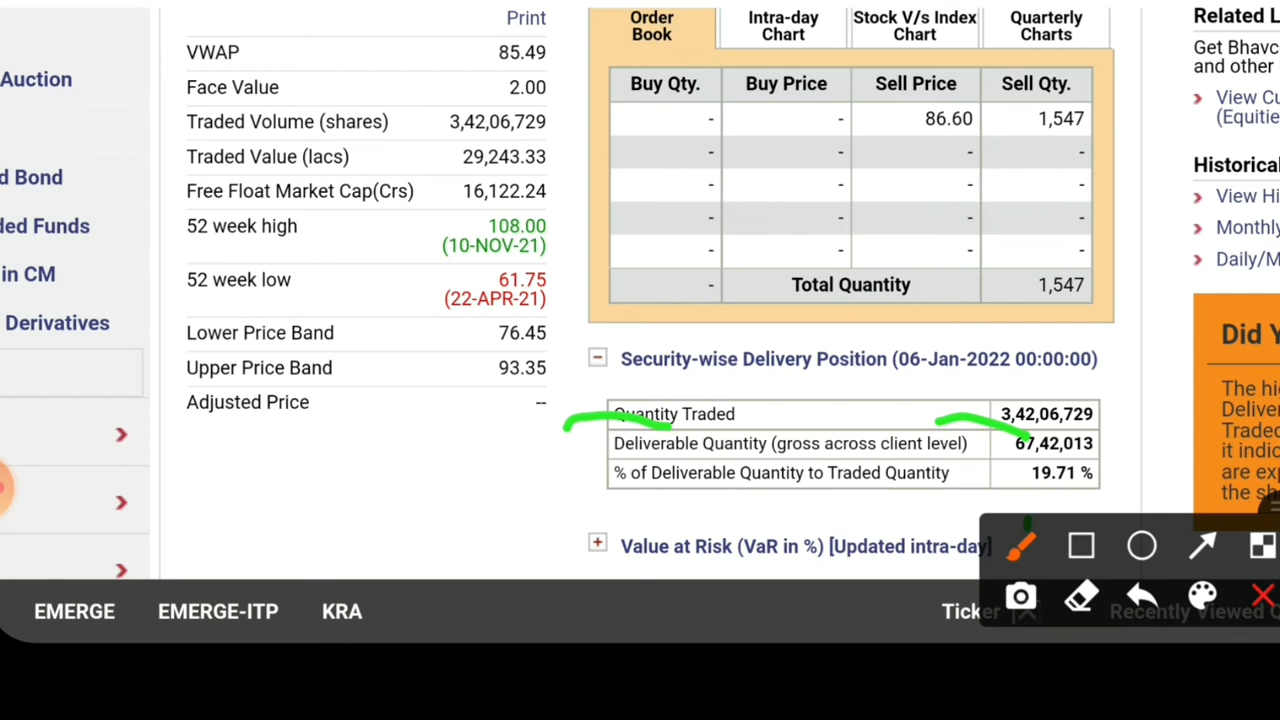 Print
VWAP 85.49
Face Value 2.00
Traded Volume (shares) 3,42,06,729
Traded Value (lacs) 29,243.33
Free Float Market Cap(Crs) 16,122.24
52 week high 108.00
(10-NOV-21)
52 week low 61.75
(22-APR-21)
Lower Price Band 76.45
Upper Price Band 93.35
Adjusted Price --
Auction
d Bond
ded Funds
in CM
Derivatives
Order Book
Intra-day Chart
Stock V/s Index Chart
Quarterly Charts
Buy Qty. Buy Price Sell Price Sell Qty.
- - 86.60 1,547
- - - -
- - - -
- - - -
- - - -
- Total Quantity 1,547
Security-wise Delivery Position (06-Jan-2022 00:00:00)
Quantity Traded 3,42,06,729
Deliverable Quantity (gross across client level) 67,42,013
% of Deliverable Quantity to Traded Quantity 19.71 %
Value at Risk (VaR in %) [Updated intra-day]
Related L
Get Bhavc
and other
View Cu
(Equitie
Historical
View Hi
Monthly
Daily/M
Did Y
The hi
Deliver
Traded
it indic
are exp
the sh
EMERGE EMERGE-ITP KRA
Ticker Recently Viewed C